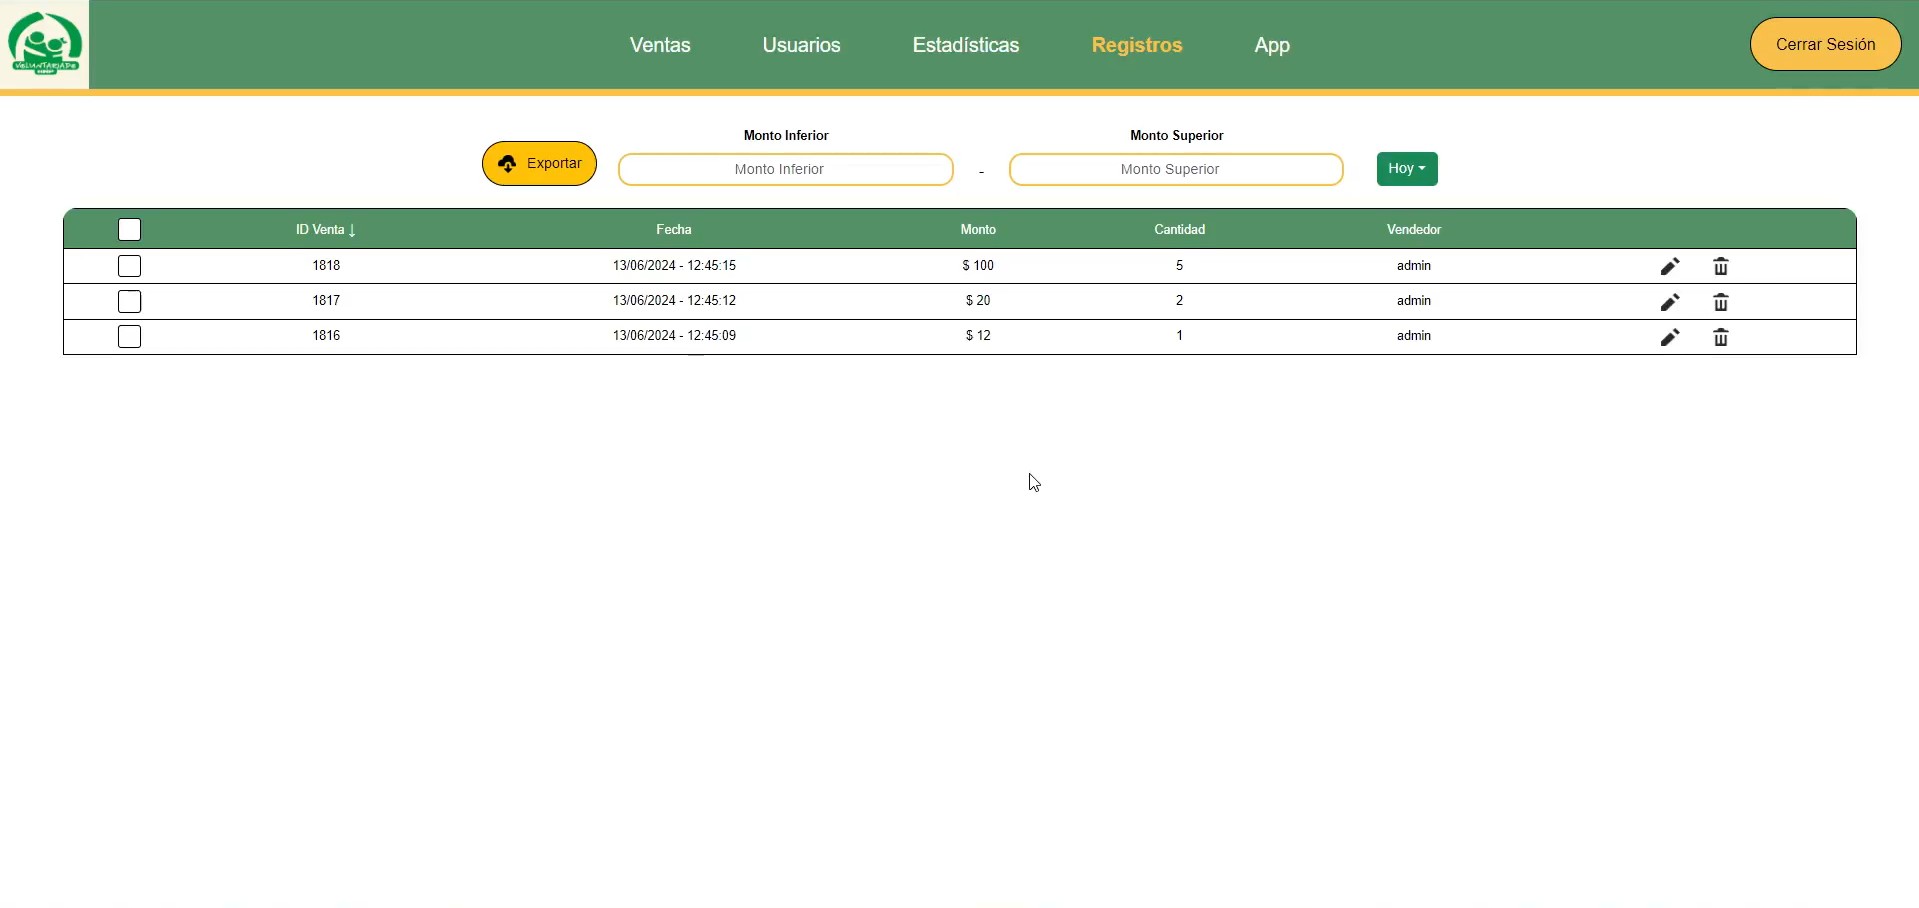 VOLUNTARIADO
Ventas Usuarios Estadísticas Registros App Cerrar Sesión
Monto Inferior Monto Superior
Exportar Monto Inferior - Monto Superior Hoy
ID Venta ↓ Fecha Monto Cantidad Vendedor
1818 13/06/2024 - 12:45:15 $ 100 5 admin
1817 13/06/2024 - 12:45:12 $ 20 2 admin
1816 13/06/2024 - 12:45:09 $ 12 1 admin